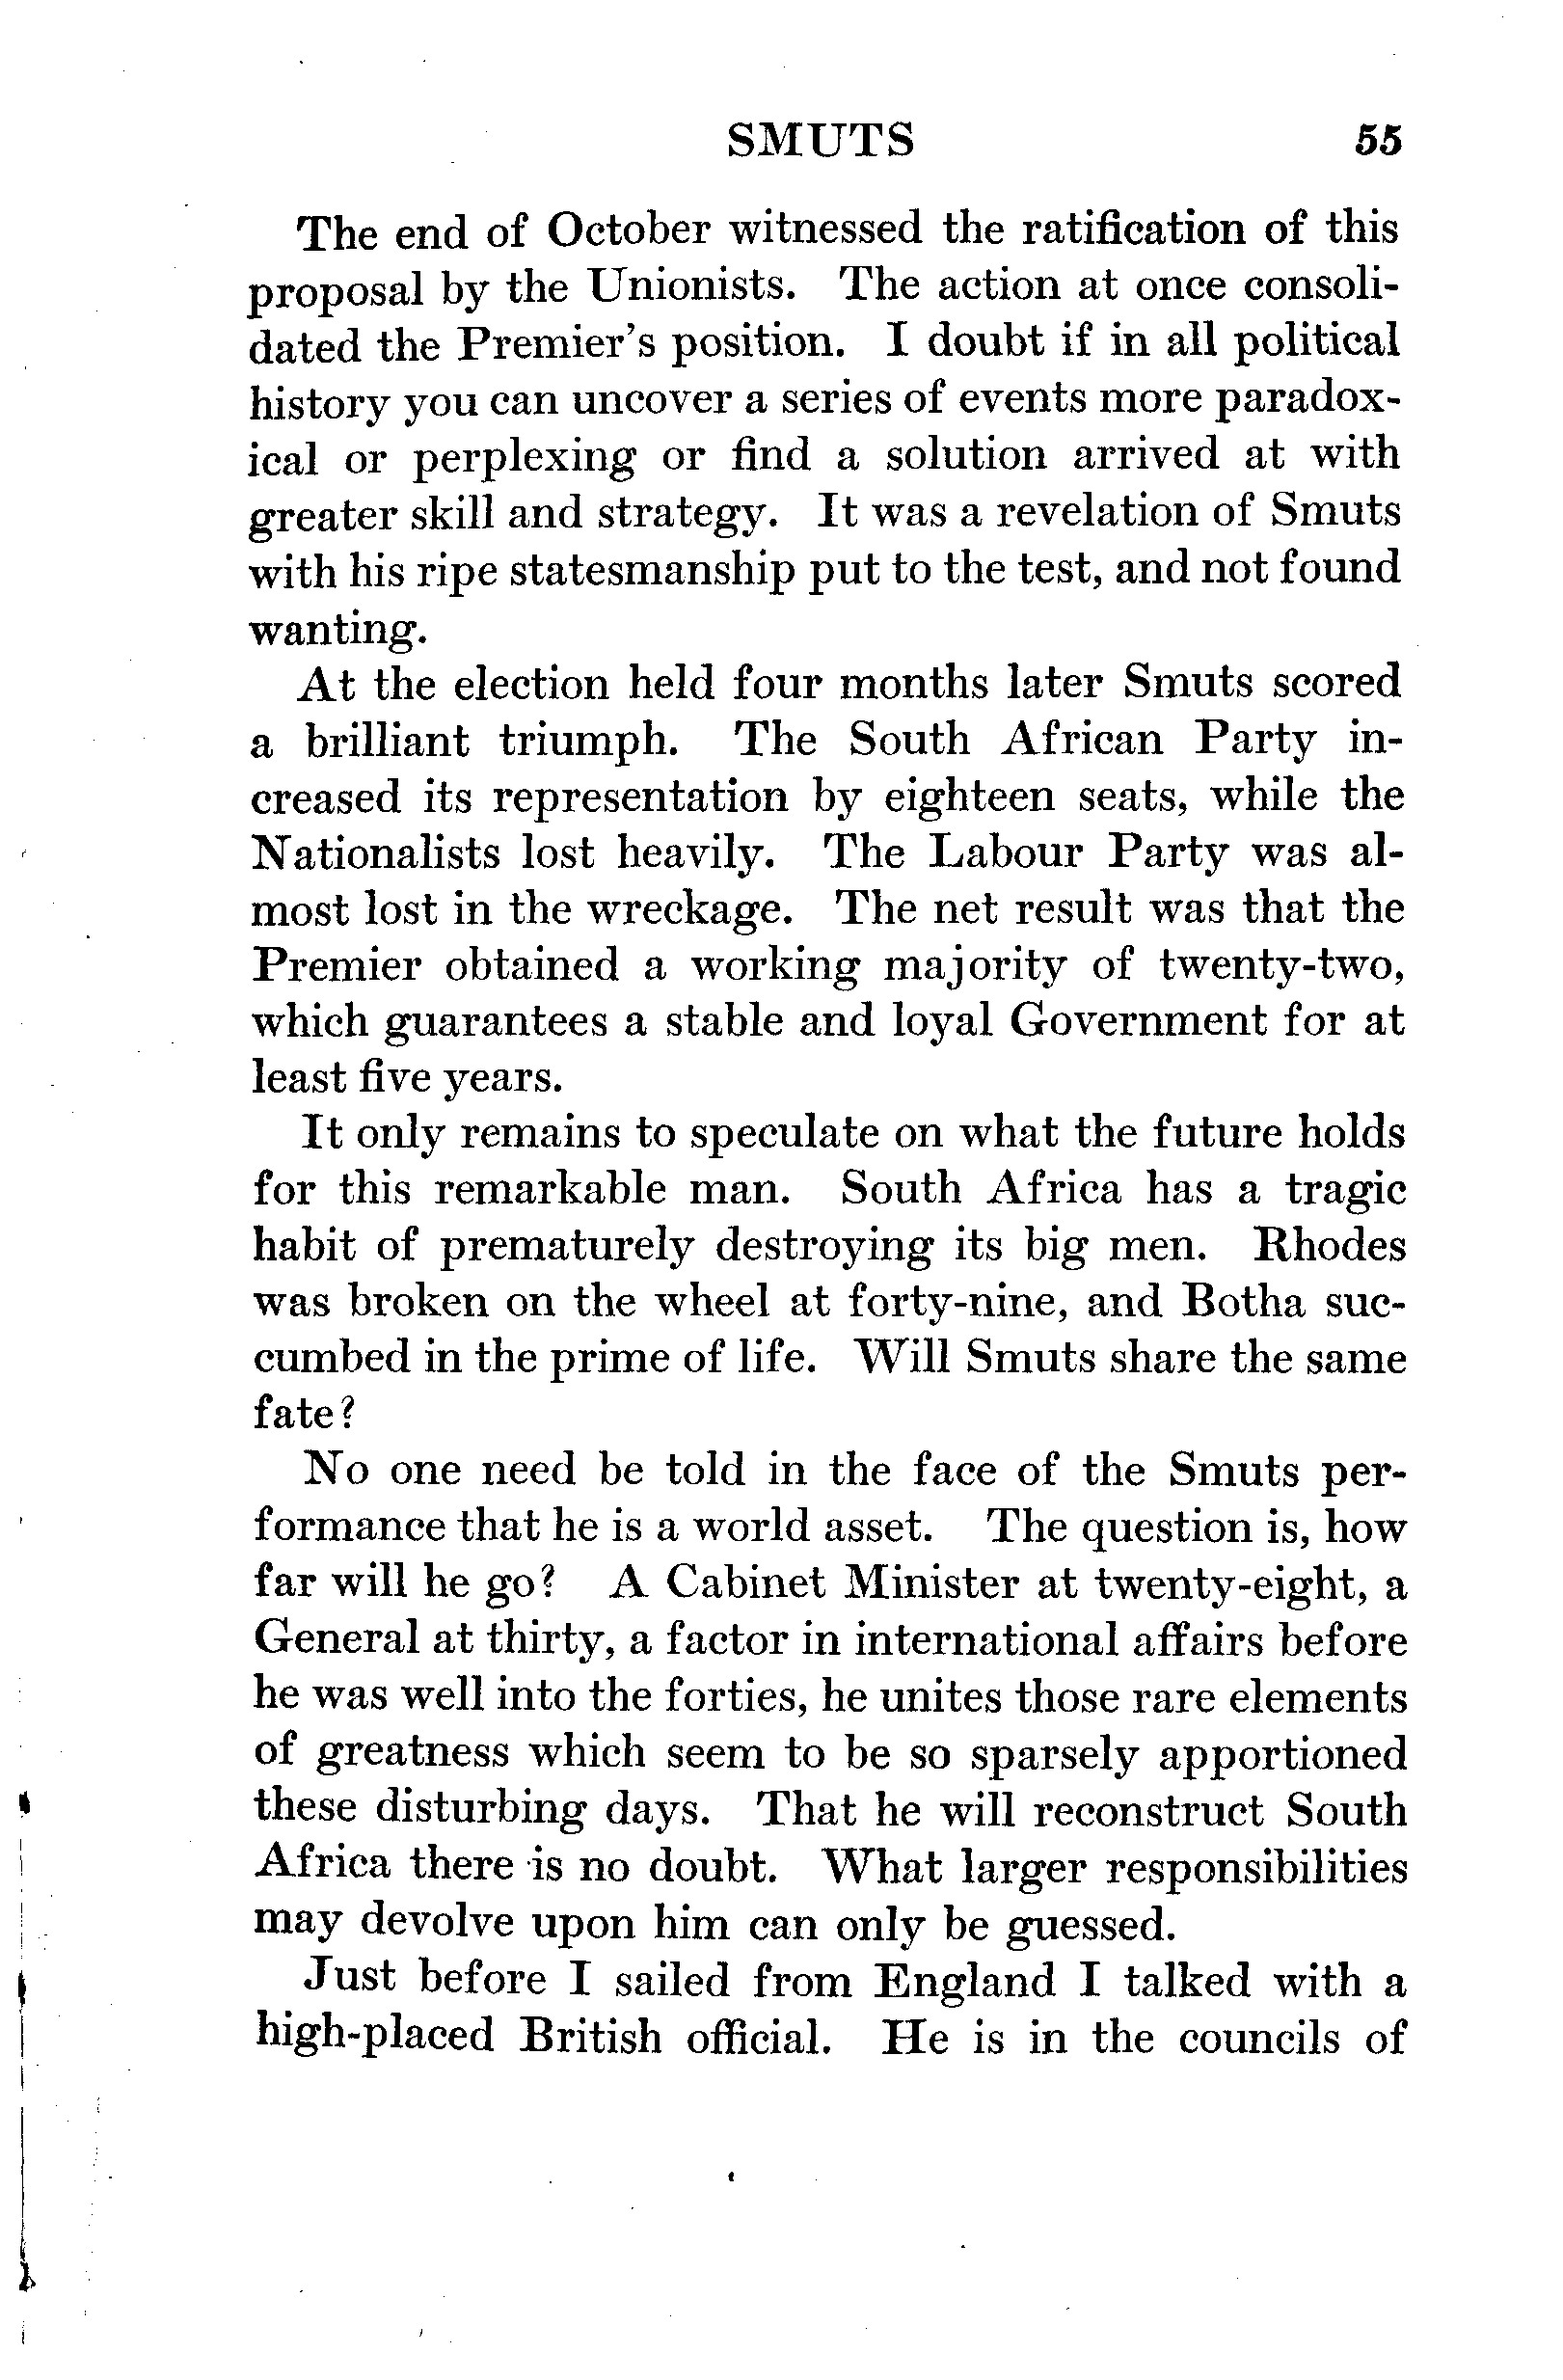 SMUTS 55
The end of October witnessed the ratification of this
proposal by the Unionists. The action at once consoli-
dated the Premier's position. I doubt if in all political
history you can uncover a series of events more paradox-
ical or perplexing or find a solution arrived at with
greater skill and strategy. It was a revelation of Smuts
with his ripe statesmanship put to the test, and not found
wanting.
At the election held four months later Smuts scored
a brilliant triumph. The South African Party in-
creased its representation by eighteen seats, while the
Nationalists lost heavily. The Labour Party was al-
most lost in the wreckage. The net result was that the
Premier obtained a working majority of twenty-two,
which guarantees a stable and loyal Government for at
least five years.
It only remains to speculate on what the future holds
for this remarkable man. South Africa has a tragic
habit of prematurely destroying its big men. Rhodes
was broken on the wheel at forty-nine, and Botha suc-
cumbed in the prime of life. Will Smuts share the same
fate?
No one need be told in the face of the Smuts per-
formance that he is a world asset. The question is, how
far will he go? A Cabinet Minister at twenty-eight, a
General at thirty, a factor in international affairs before
he was well into the forties, he unites those rare elements
of greatness which seem to be so sparsely apportioned
these disturbing days. That he will reconstruct South
Africa there is no doubt. What larger responsibilities
may devolve upon him can only be guessed.
Just before I sailed from England I talked with a
high-placed British official. He is in the councils of